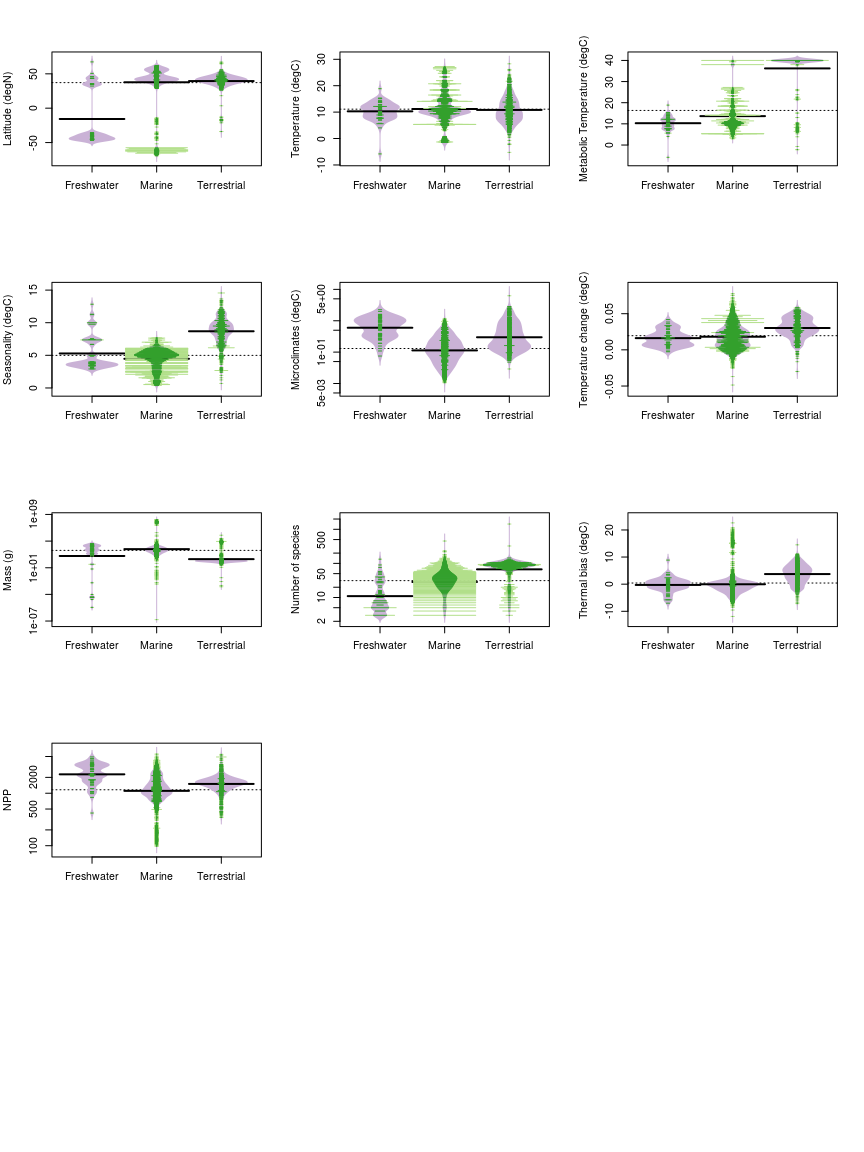 Latitude (degN)
50
0
-50
Freshwater Marine Terrestrial
Temperature (degC)
30
20
10
0
-10
Freshwater Marine Terrestrial
Metabolic Temperature (degC)
40
30
20
10
0
Freshwater Marine Terrestrial
Seasonality (degC)
15
10
5
0
Freshwater Marine Terrestrial
Microclimates (degC)
5e+00
1e-01
5e-03
Freshwater Marine Terrestrial
Temperature change (degC)
0.05
0.00
-0.05
Freshwater Marine Terrestrial
Mass (g)
1e+09
1e+01
1e-07
Freshwater Marine Terrestrial
Number of species
500
50
10
2
Freshwater Marine Terrestrial
Thermal bias (degC)
20
10
0
-10
Freshwater Marine Terrestrial
NPP
2000
500
100
Freshwater Marine Terrestrial